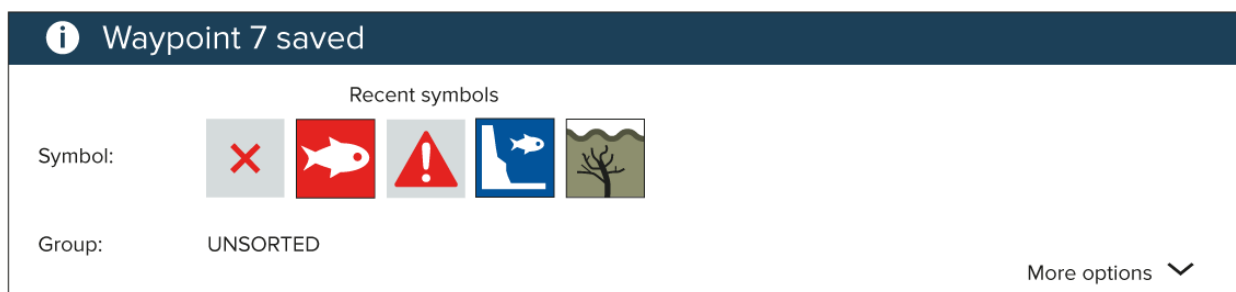 Waypoint 7 saved
Recent symbols
Symbol:
Group: UNSORTED
More options